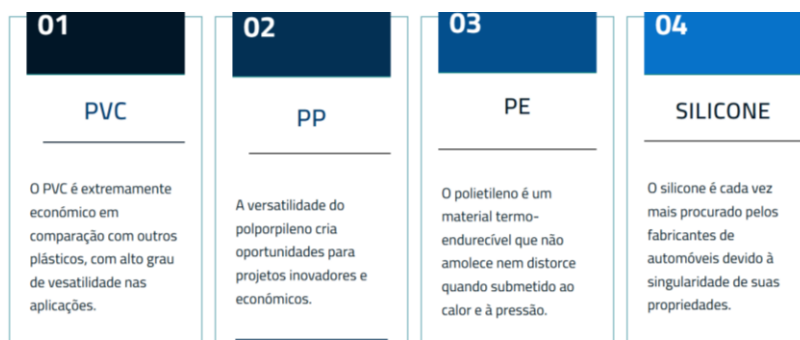 01
PVC
O PVC é extremamente
económico em
comparação com outros
plásticos, com alto grau
de vesatilidade nas
aplicações.
02
PP
A versatilidade do
polporpileno cria
oportunidades para
projetos inovadores e
económicos.
03
PE
O polietileno é um
material termo-
endurecível que não
amolece nem distorce
quando submetido ao
calor e à pressão.
04
SILICONE
O silicone é cada vez
mais procurado pelos
fabricantes de
automóveis devido à
singularidade de suas
propriedades.